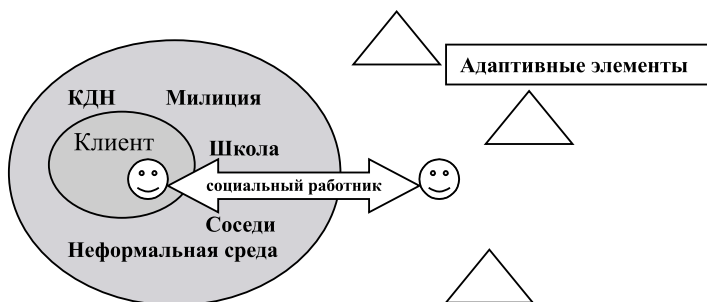 Адаптивные элементы
КДН Милиция
Клиент
Школа
социальный работник
Соседи
Неформальная среда